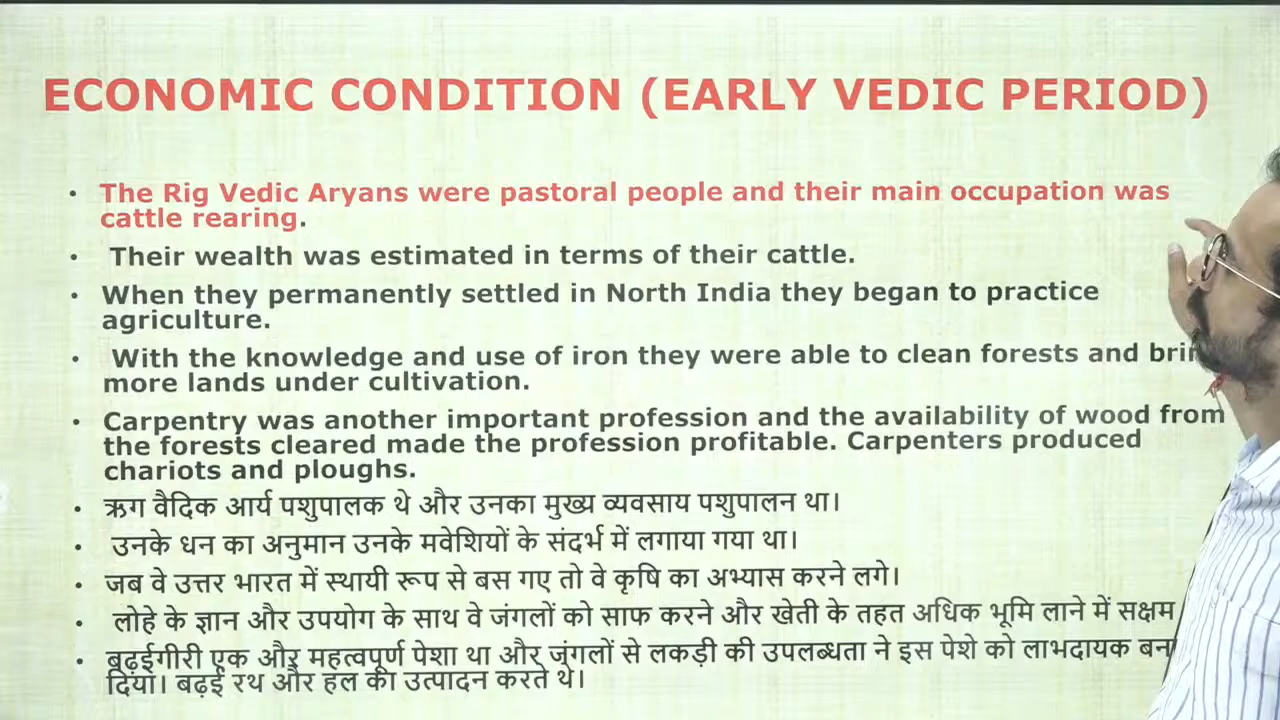 ECONOMIC CONDITION (EARLY VEDIC PERIOD)
• The Rig Vedic Aryans were pastoral people and their main occupation was
cattle rearing.
• Their wealth was estimated in terms of their cattle.
• When they permanently settled in North India they began to practice
agriculture.
• With the knowledge and use of iron they were able to clean forests and
more lands under cultivation.
• Carpentry was another important profession and the availability of wood from
the forests cleared made the profession profitable. Carpenters produced
chariots and ploughs.
• ऋग वैदिक आर्य पशुपालक थे और उनका मुख्य व्यवसाय पशुपालन था।
• उनके धन का अनुमान उनके मवेशियों के संदर्भ में लगाया गया था।
• जब वे उत्तर भारत में स्थायी रूप से बस गए तो वे कृषि का अभ्यास करने लगे।
• लोहे के ज्ञान और उपयोग के साथ वे जंगलों को साफ करने और खेती के तहत अधिक भूमि लाने में सक्षम
• बढ़ईगीरी एक और महत्वपूर्ण पेशा था और जंगलों से लकड़ी की उपलब्धता ने इस पेशे को लाभदायक बना
दिया। बढ़ई रथ और हल का उत्पादन करते थे।